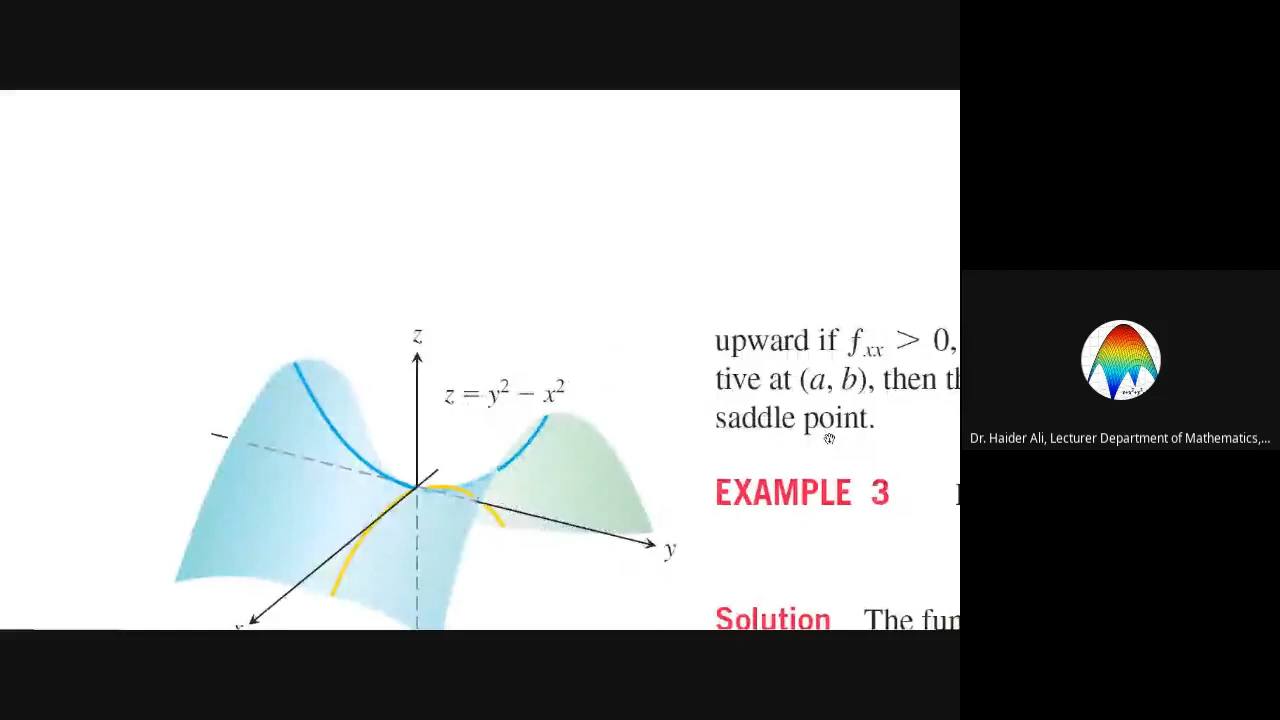 z
z = y² − x²
y
x
upward if fₓₓ > 0,
tive at (a, b), then th
saddle point.
EXAMPLE 3
Solution The fun
Dr. Haider Ali, Lecturer Department of Mathematics,...